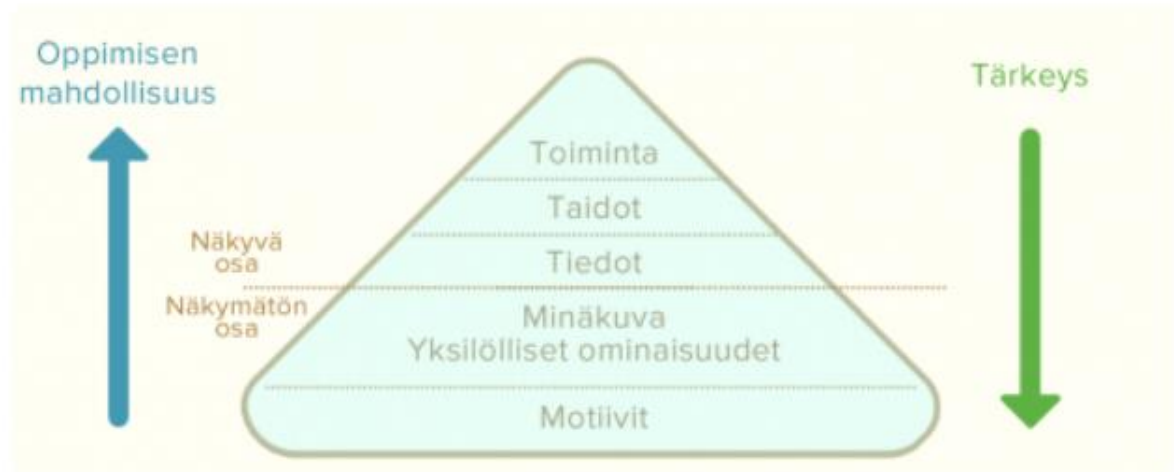 Oppimisen
mahdollisuus
Tärkeys
Toiminta
Taidot
Näkyvä
osa
Tiedot
Näkymätön
osa
Minäkuva
Yksilölliset ominaisuudet
Motiivit